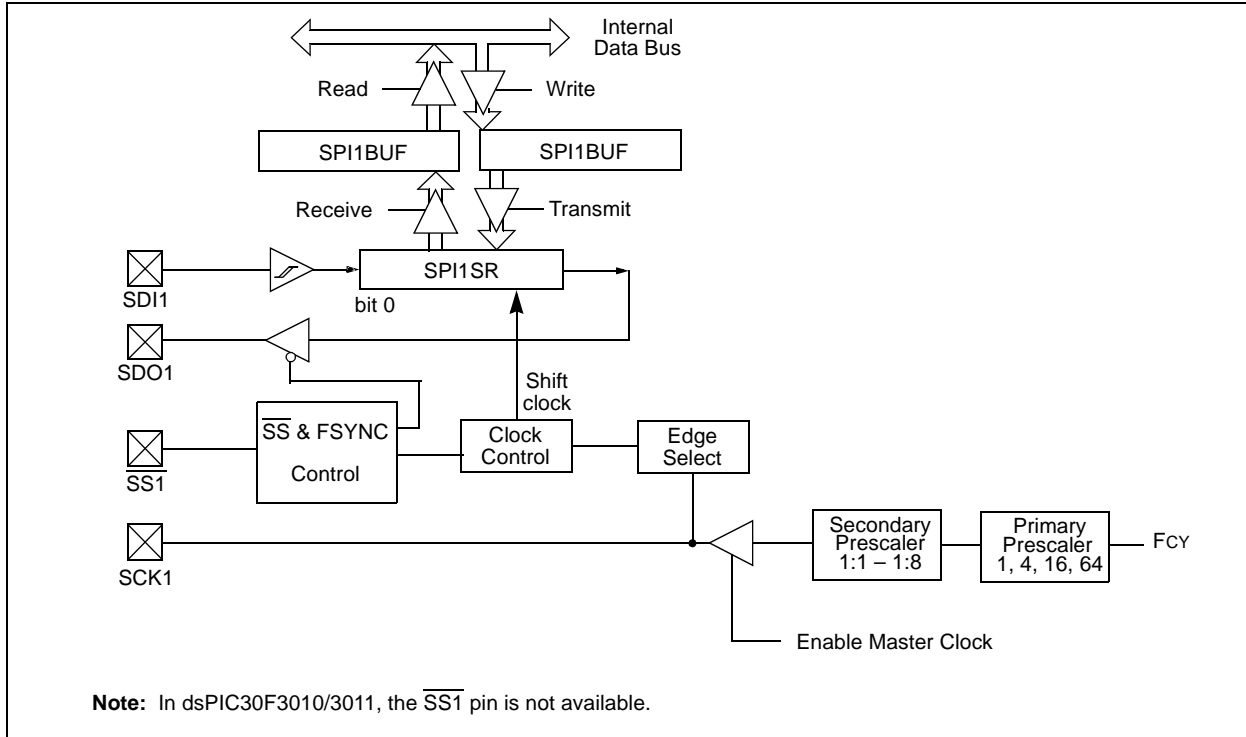 Internal
Data Bus
Read
Write
SPI1BUF
SPI1BUF
Receive
Transmit
SPI1SR
SDI1
bit 0
SDO1
Shift
clock
SS & FSYNC
Control
Clock
Control
Edge
Select
SS1
SCK1
Secondary
Prescaler
1:1 – 1:8
Primary
Prescaler
1, 4, 16, 64
FCY
Enable Master Clock
Note: In dsPIC30F3010/3011, the SS1 pin is not available.